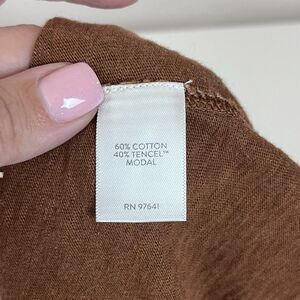 60% COTTON
40% TENCEL™
MODAL
RN 97641